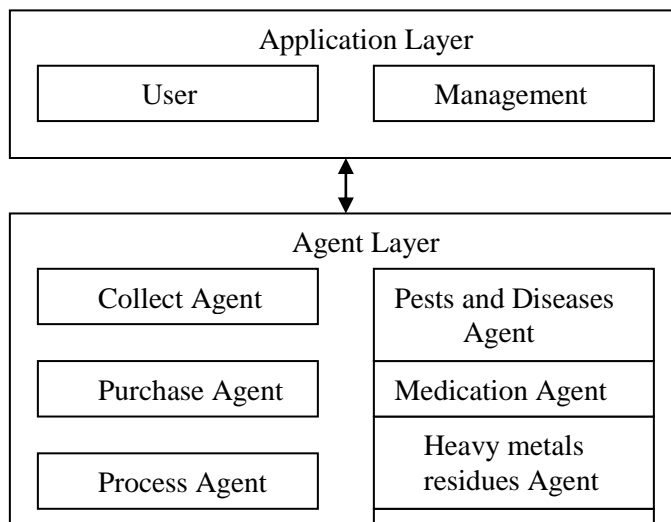 Application Layer
User
Management
Agent Layer
Collect Agent
Purchase Agent
Process Agent
Pests and Diseases
Agent
Medication Agent
Heavy metals
residues Agent